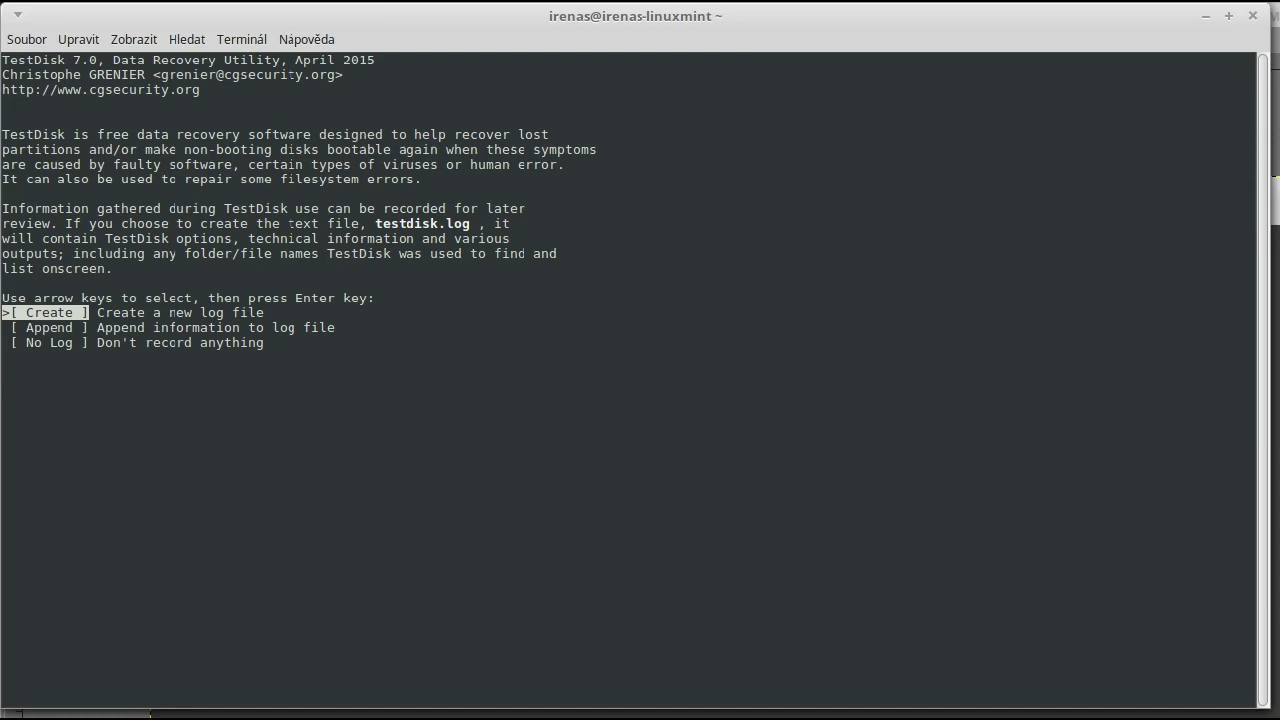 irenas@irenas-linuxmint ~
Soubor Upravit Zobrazit Hledat Terminál Nápověda
TestDisk 7.0, Data Recovery Utility, April 2015
Christophe GRENIER <grenier@cgsecurity.org>
http://www.cgsecurity.org
TestDisk is free data recovery software designed to help recover lost
partitions and/or make non-booting disks bootable again when these symptoms
are caused by faulty software, certain types of viruses or human error.
It can also be used to repair some filesystem errors.
Information gathered during TestDisk use can be recorded for later
review. If you choose to create the text file, testdisk.log , it
will contain TestDisk options, technical information and various
outputs; including any folder/file names TestDisk was used to find and
list onscreen.
Use arrow keys to select, then press Enter key:
>[ Create ] Create a new log file
[ Append ] Append information to log file
[ No Log ] Don't record anything